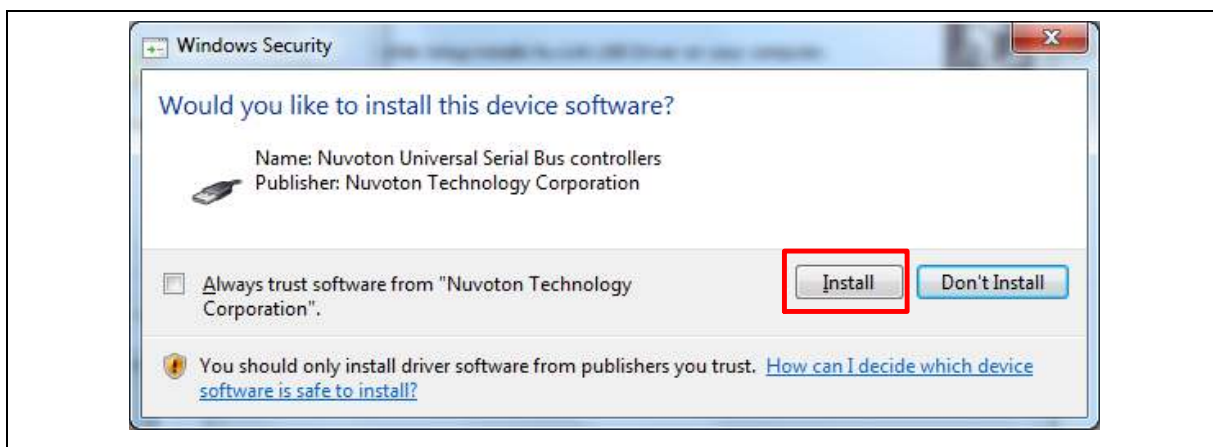 Windows Security
Would you like to install this device software?
Name: Nuvoton Universal Serial Bus controllers
Publisher: Nuvoton Technology Corporation
Always trust software from "Nuvoton Technology
Corporation".
Install
Don't Install
You should only install driver software from publishers you trust. How can I decide which device
software is safe to install?